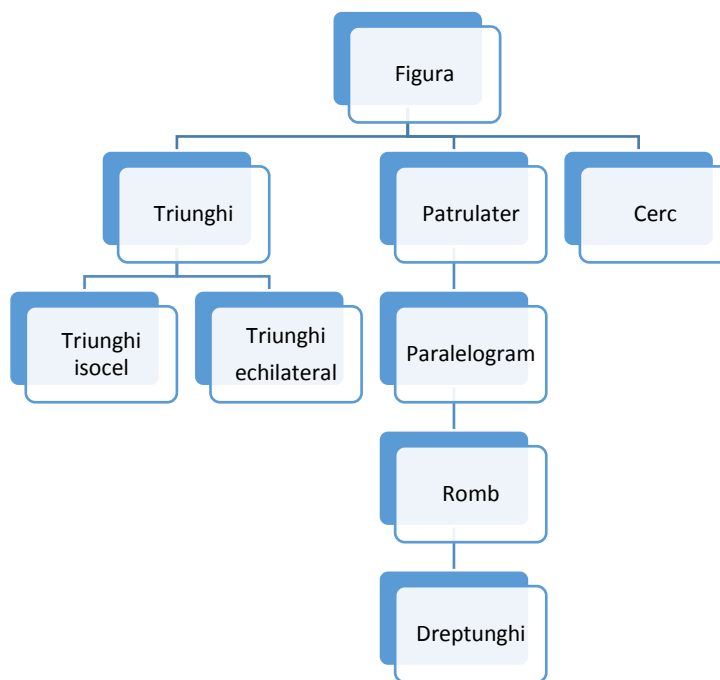 Figura
Triunghi
Patrulater
Cerc
Triunghi
isocel
Triunghi
echilateral
Paralelogram
Romb
Dreptunghi